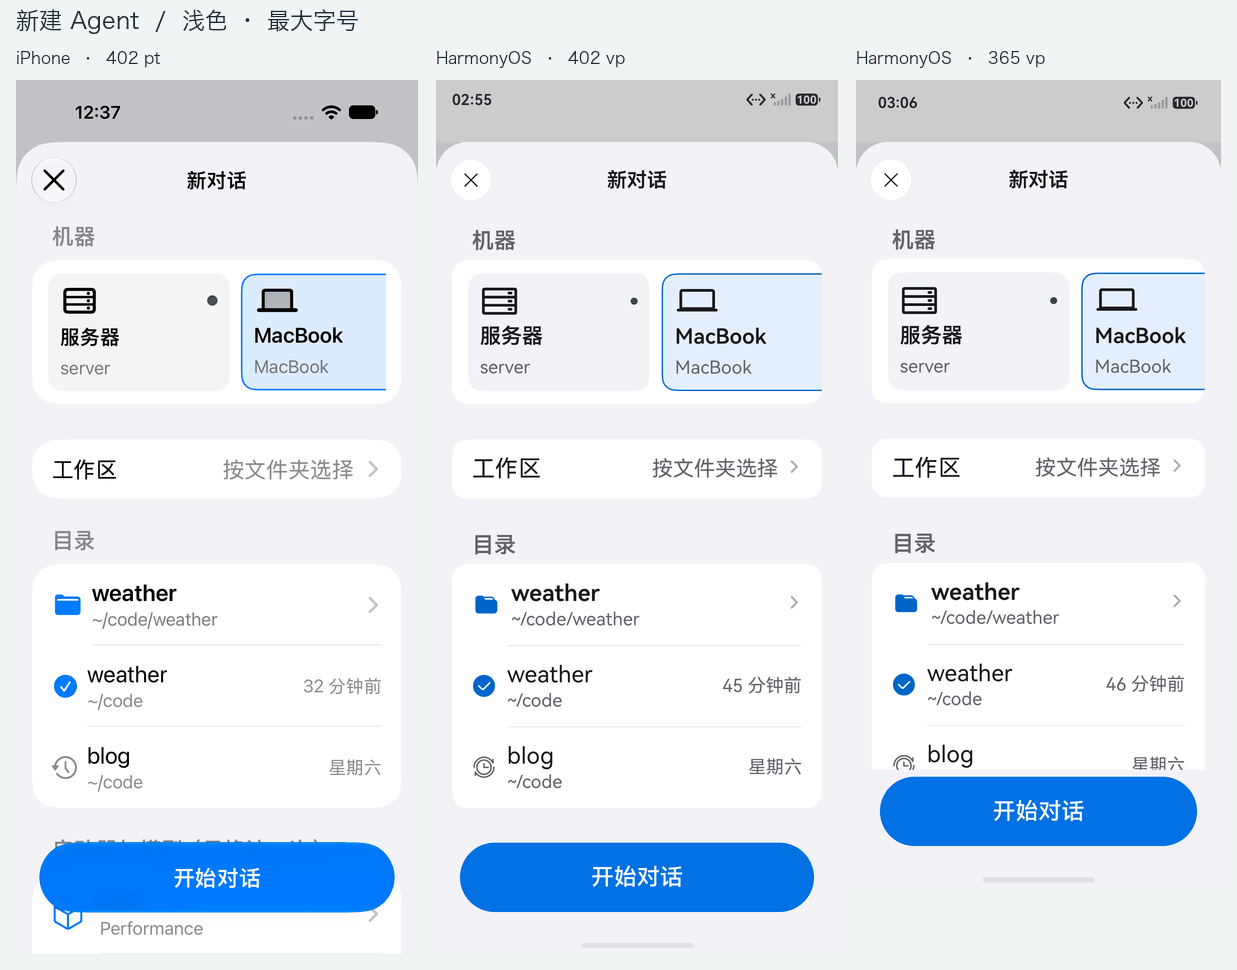 新建 Agent / 浅色 · 最大字号
iPhone · 402 pt
12:37
新对话
机器
服务器
server
MacBook
MacBook
工作区
按文件夹选择
目录
weather
~/code/weather
weather
~/code
32 分钟前
blog
~/code
星期六
开始对话
Performance
HarmonyOS · 402 vp
02:55
100
新对话
机器
服务器
server
MacBook
MacBook
工作区
按文件夹选择
目录
weather
~/code/weather
weather
~/code
45 分钟前
blog
~/code
星期六
开始对话
HarmonyOS · 365 vp
03:06
100
新对话
机器
服务器
server
MacBook
MacBook
工作区
按文件夹选择
目录
weather
~/code/weather
weather
~/code
46 分钟前
blog
星期六
开始对话